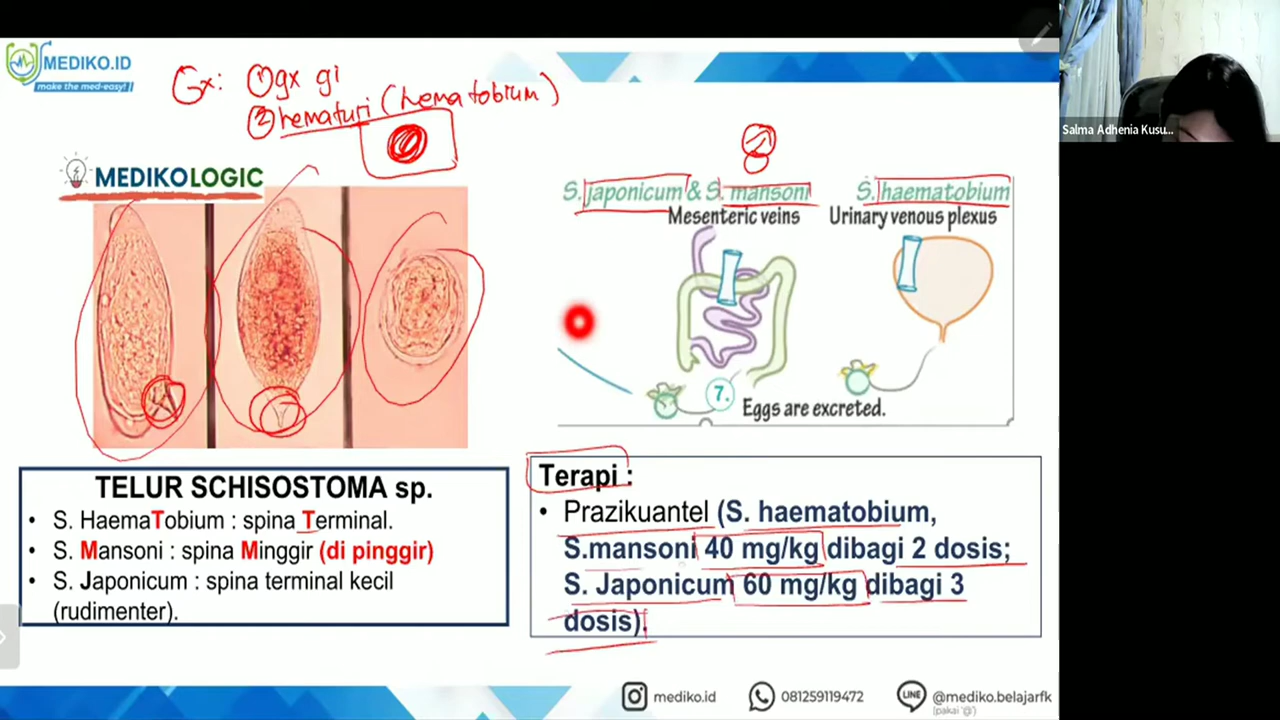 MEDIKO.ID
make the med-easy!
Gx: ① gx gi
② hematuri (hematobium)
MEDIKOLOGIC
S. japonicum & S. mansoni
Mesenteric veins
S. haematobium
Urinary venous plexus
7.
Eggs are excreted.
TELUR SCHISOSTOMA sp.
• S. HaemaTobium : spina Terminal.
• S. Mansoni : spina Minggir (di pinggir)
• S. Japonicum : spina terminal kecil
(rudimenter).
Terapi :
• Prazikuantel (S. haematobium,
S.mansoni 40 mg/kg dibagi 2 dosis;
S. Japonicum 60 mg/kg dibagi 3
dosis).
mediko.id
081259119472
LINE
@mediko.belajarfk
(pakai '@')
Salma Adhenia Kusu...